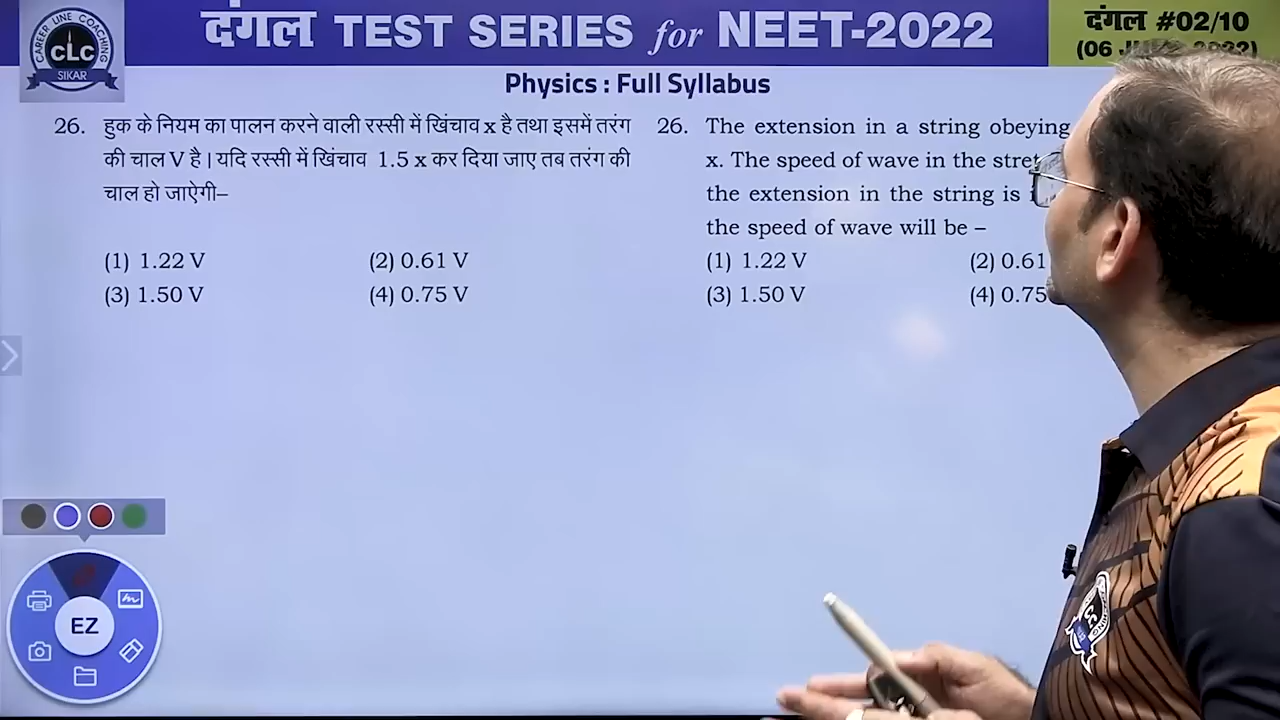 दंगल TEST SERIES for NEET-2022
दंगल #02/10
(06 2022)
CAREER LINE COACHING
CLC
SIKAR
Physics : Full Syllabus
26. हुक के नियम का पालन करने वाली रस्सी में खिंचाव x है तथा इसमें तरंग
की चाल V है। यदि रस्सी में खिंचाव 1.5 x कर दिया जाए तब तरंग की
चाल हो जाऐगी–
(1) 1.22 V (2) 0.61 V
(3) 1.50 V (4) 0.75 V
26. The extension in a string obeying
x. The speed of wave in the
the extension in the string is
the speed of wave will be –
(1) 1.22 V (2) 0.61
(3) 1.50 V (4) 0.75
EZ